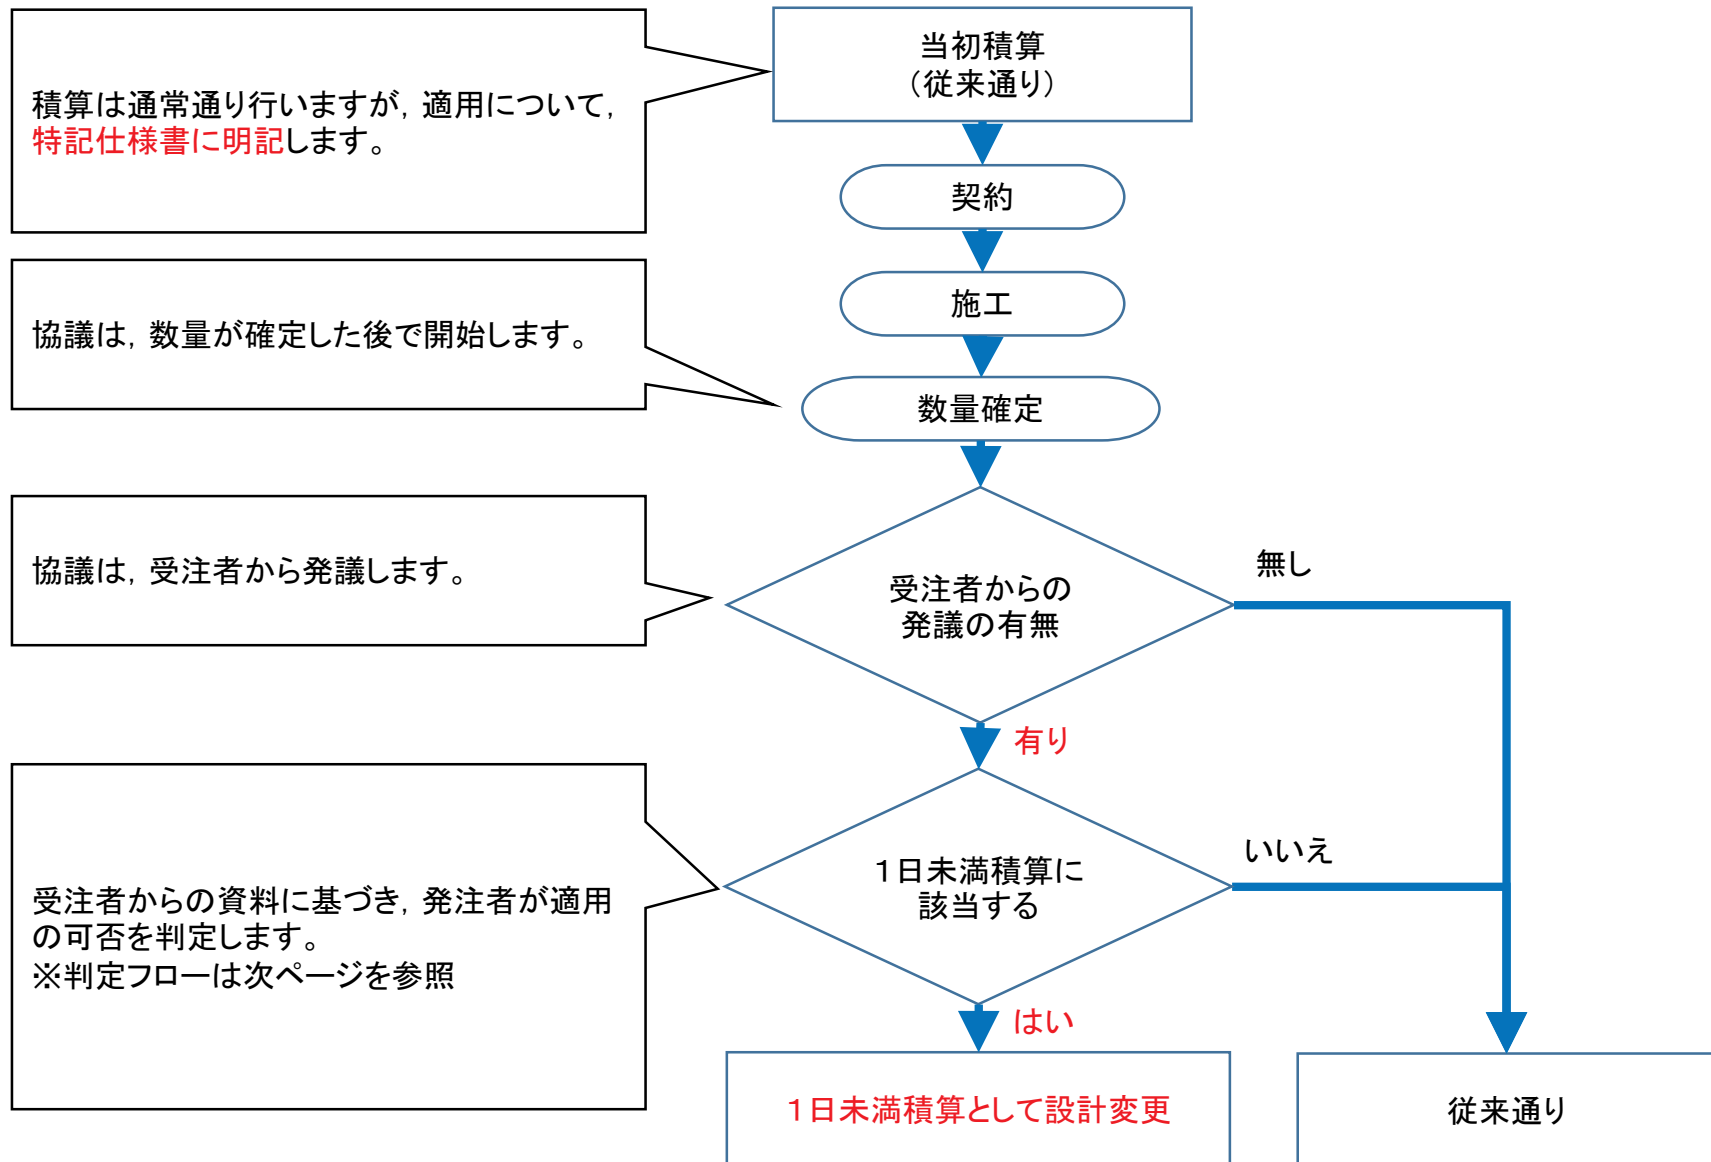 当初積算
（従来通り）
積算は通常通り行いますが，適用について，
特記仕様書に明記します。
契約
施工
協議は，数量が確定した後で開始します。
数量確定
協議は，受注者から発議します。
受注者からの
発議の有無
無し
有り
受注者からの資料に基づき，発注者が適用
の可否を判定します。
※判定フローは次ページを参照
１日未満積算に
該当する
いいえ
はい
１日未満積算として設計変更
従来通り